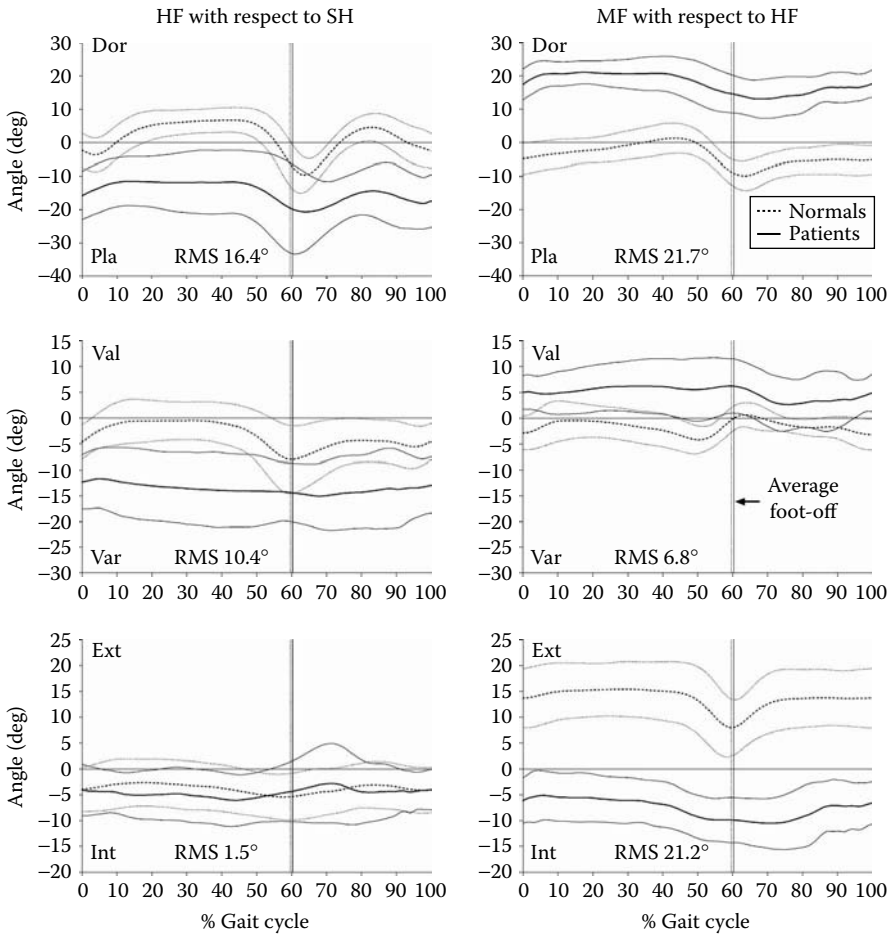 HF with respect to SH
MF with respect to HF
Angle (deg)
30
20
10
0
−10
−20
−30
−40
Dor
Pla
RMS 16.4°
0 10 20 30 40 50 60 70 80 90 100
30
20
10
0
−10
−20
−30
−40
Dor
Normals
Patients
Pla
RMS 21.7°
0 10 20 30 40 50 60 70 80 90 100
Angle (deg)
15
10
5
0
−5
−10
−15
−20
−25
−30
Val
Var
RMS 10.4°
0 10 20 30 40 50 60 70 80 90 100
15
10
5
0
−5
−10
−15
−20
−25
−30
Val
Average
foot-off
Var
RMS 6.8°
0 10 20 30 40 50 60 70 80 90 100
Angle (deg)
25
20
15
10
5
0
−5
−10
−15
−20
Ext
Int
RMS 1.5°
0 10 20 30 40 50 60 70 80 90 100
% Gait cycle
25
20
15
10
5
0
−5
−10
−15
−20
Ext
Int
RMS 21.2°
0 10 20 30 40 50 60 70 80 90 100
% Gait cycle